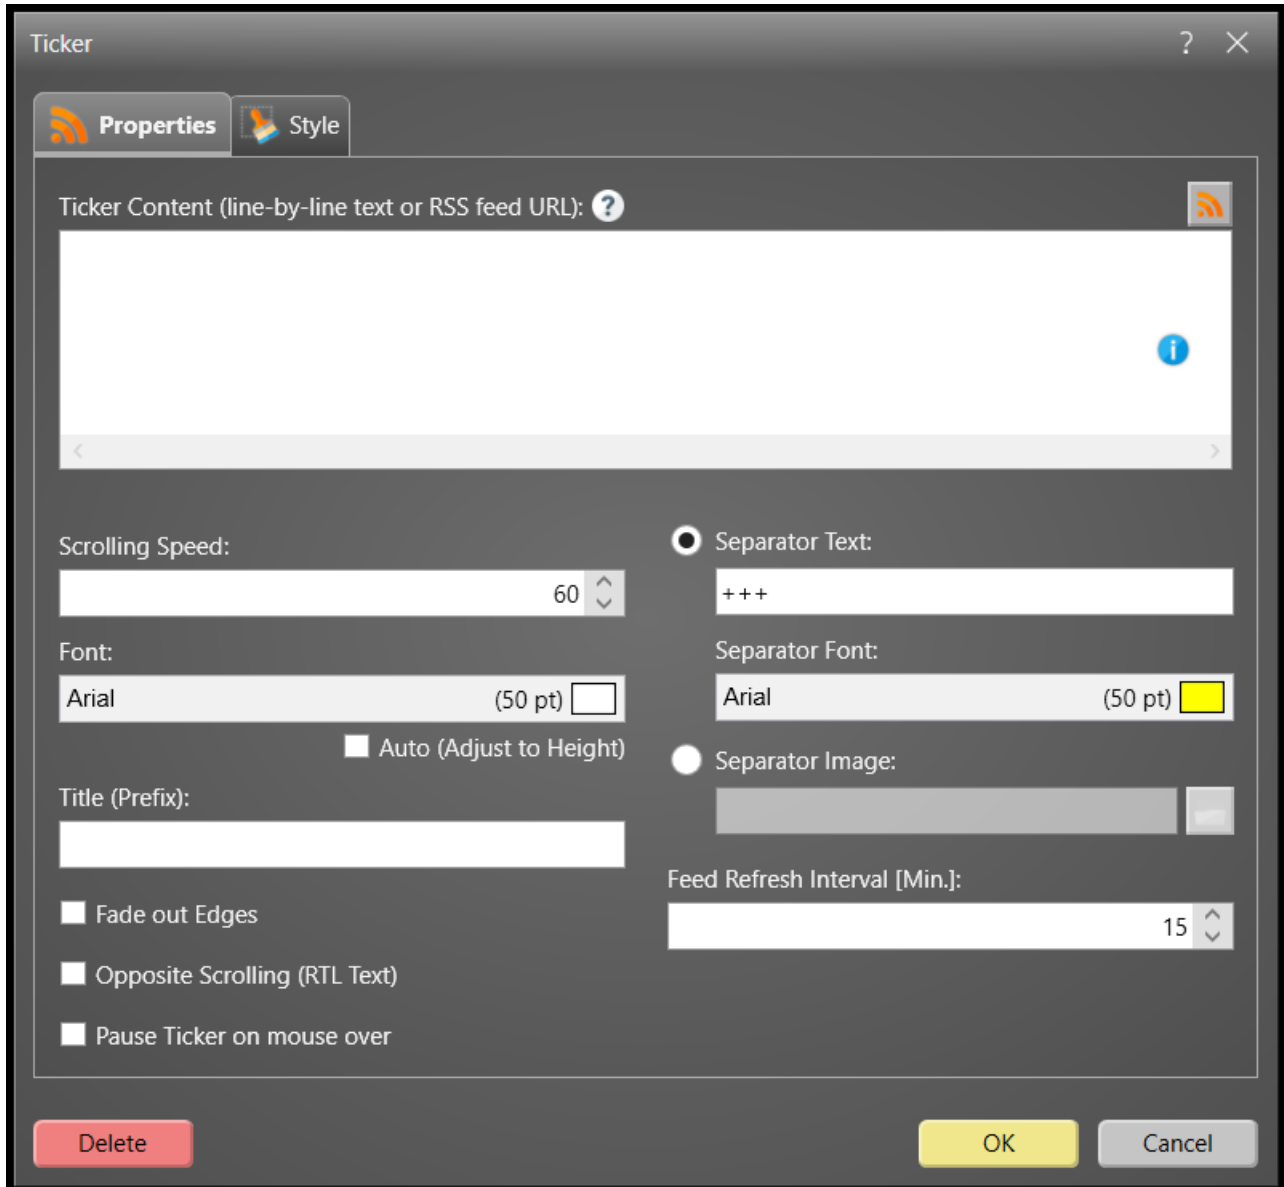 Ticker
?
Properties
Style
Ticker Content (line-by-line text or RSS feed URL): ?
i
Scrolling Speed:
60
Font:
Arial (50 pt)
Auto (Adjust to Height)
Title (Prefix):
Fade out Edges
Opposite Scrolling (RTL Text)
Pause Ticker on mouse over
Separator Text:
+++
Separator Font:
Arial (50 pt)
Separator Image:
Feed Refresh Interval [Min.]:
15
Delete
OK
Cancel